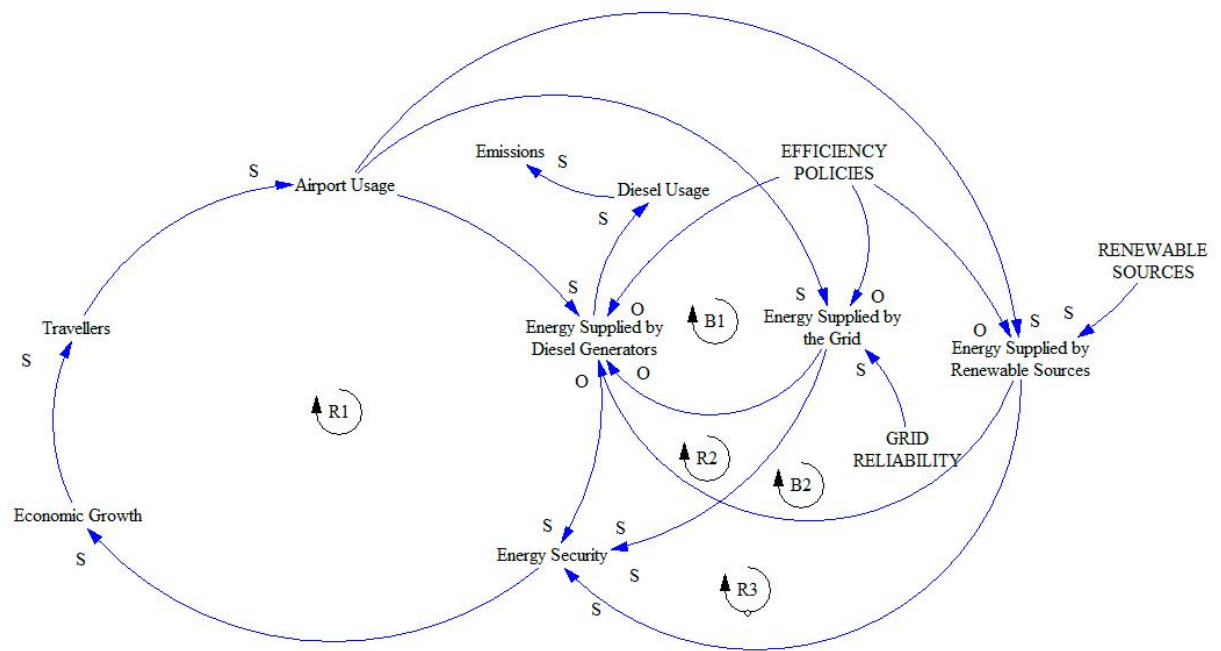 S
Airport Usage
Emissions
S
Diesel Usage
S
EFFICIENCY
POLICIES
RENEWABLE
SOURCES
S
S
O
S
O
O
S
S
Travellers
S
Energy Supplied by
Diesel Generators
B1
Energy Supplied by
the Grid
Energy Supplied by
Renewable Sources
O
O
S
R1
GRID
RELIABILITY
R2
B2
Economic Growth
S
S
S
Energy Security
S
S
R3